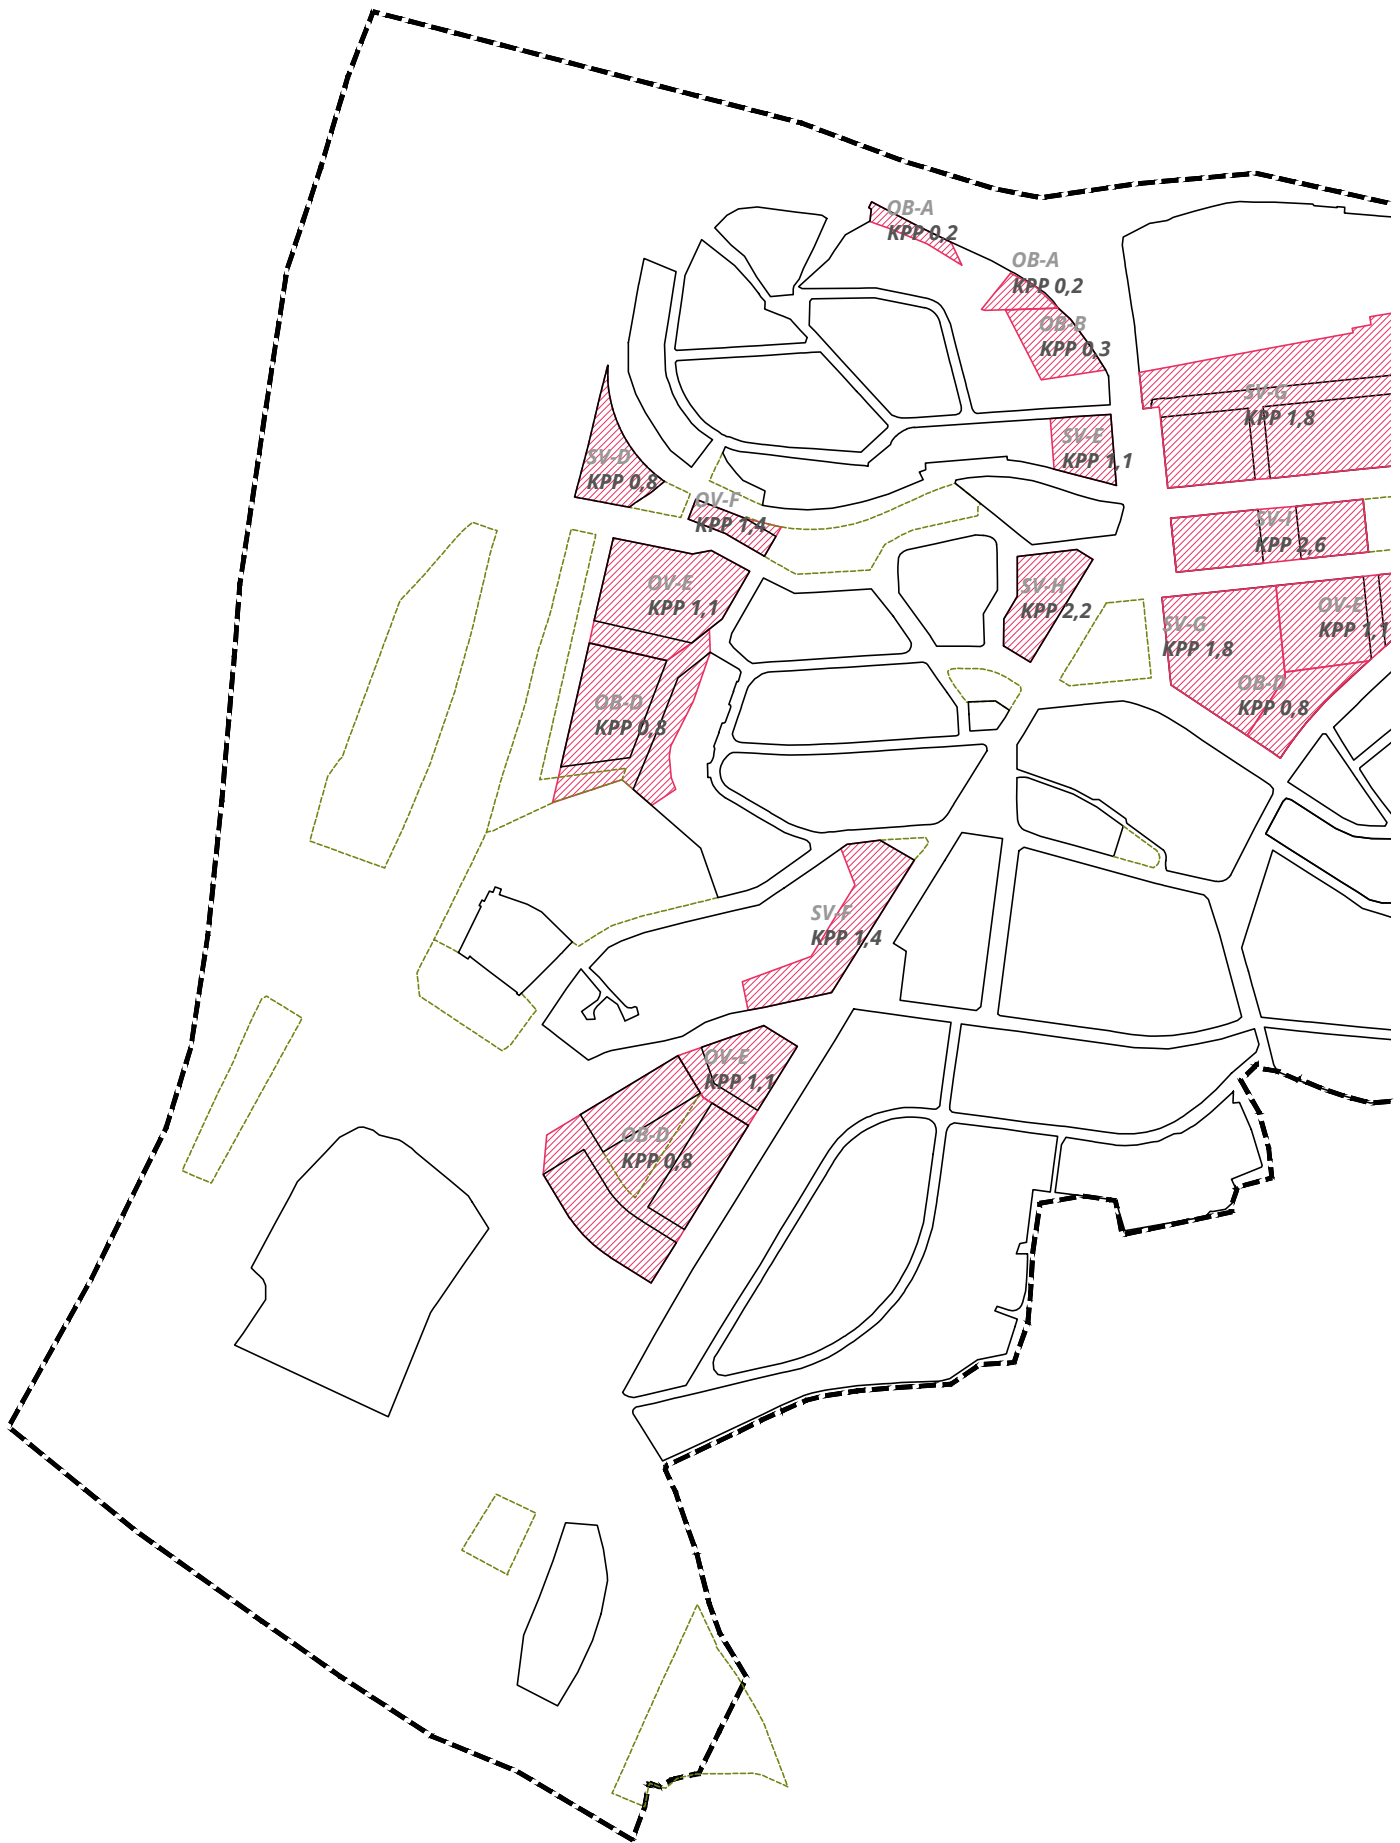 OB-A
KPP 0,2
OB-A
KPP 0,2
OB-B
KPP 0,3
SV-G
KPP 1,8
SV-E
KPP 1,1
SV-D
KPP 0,8
OV-F
KPP 1,4
SV-I
KPP 2,6
OV-E
KPP 1,1
SV-H
KPP 2,2
OV-E
KPP 1,1
SV-G
KPP 1,8
OB-D
KPP 0,8
OB-D
KPP 0,8
SV-F
KPP 1,4
OV-E
KPP 1,1
OB-D
KPP 0,8